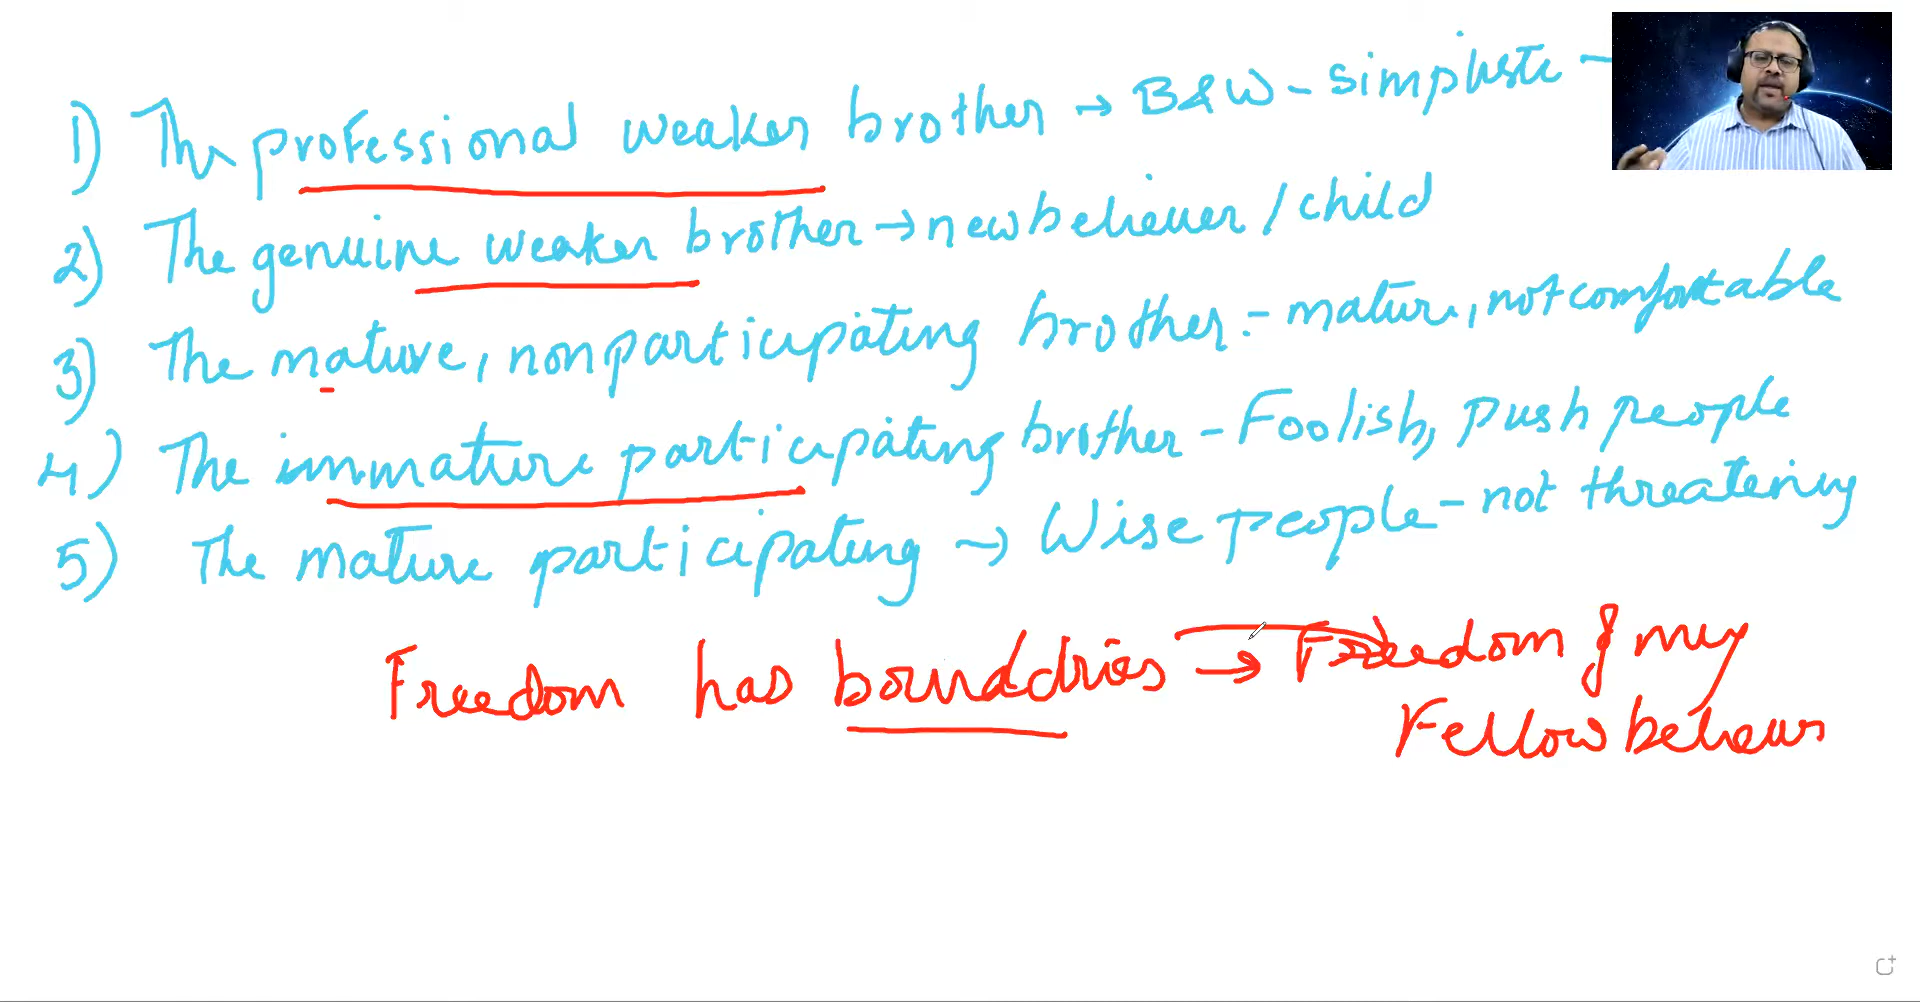 1) The professional weaker brother → B&W - simpliste -
2) The genuine weaker brother → new believer / child
3) The mature, nonparticipating brother :- mature, not comfortable
4) The immature participating brother - Foolish, push people
5) The mature participating → Wise people - not threatening
Freedom has bounddries → Freedom of my
Fellow believers